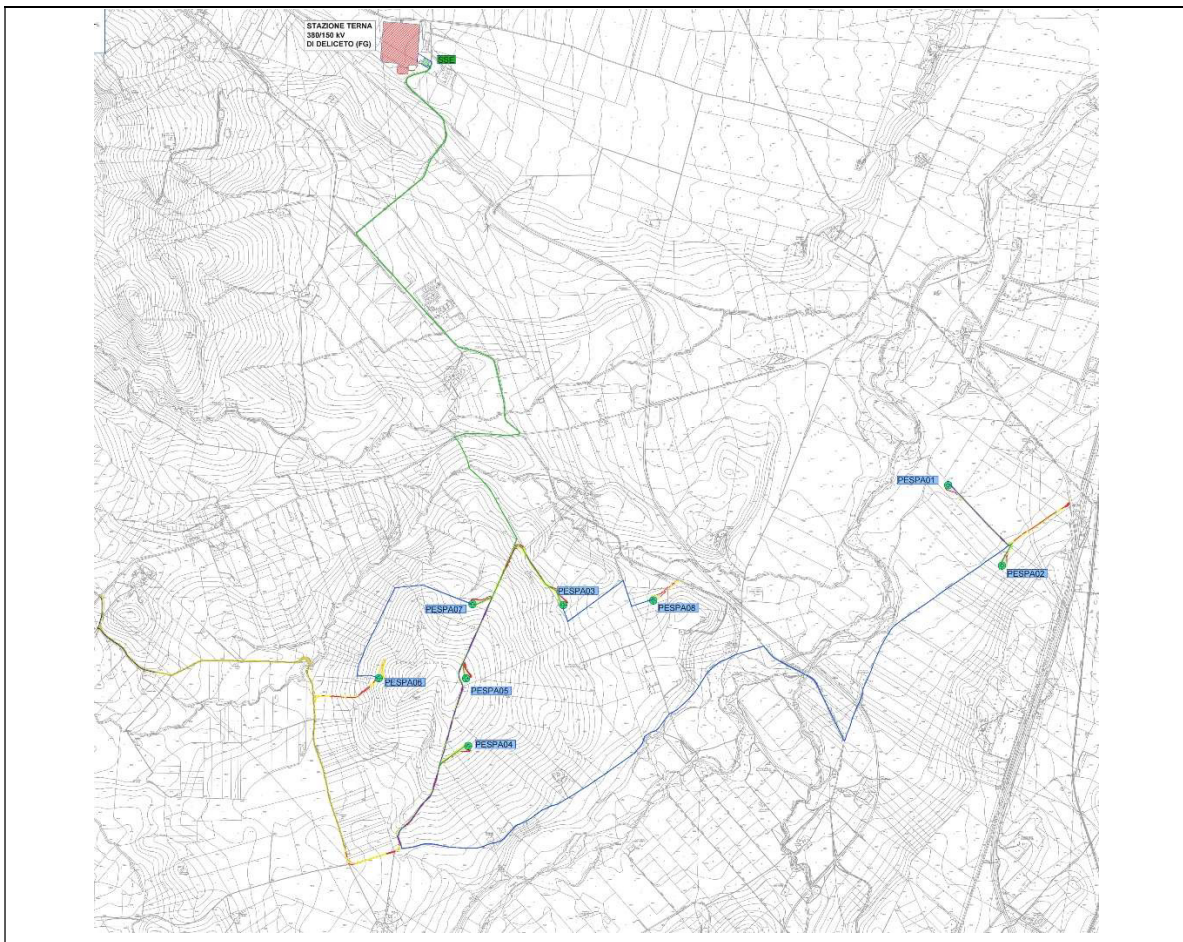 STAZIONE TERNA
380/150 kV
DI DELICETO (FG)
SSE
PESPA01
PESPA02
PESPA03
PESPA07
PESPA08
PESPA06
PESPA05
PESPA04